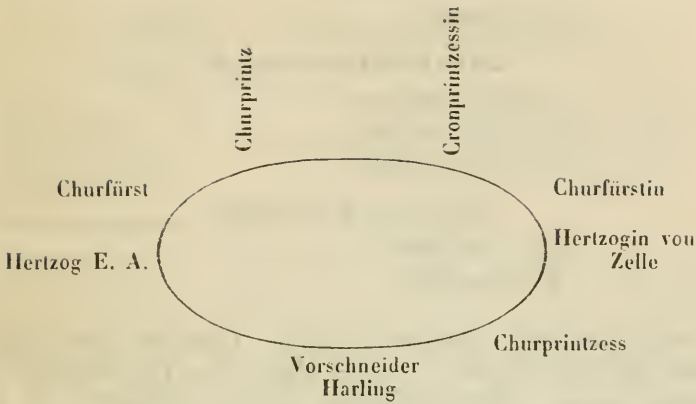 Churprintz
Cronprintzessin
Churfürst
Churfürstin
Hertzog E. A.
Hertzogin von
Zelle
Churprintzess
Vorschneider
Harling